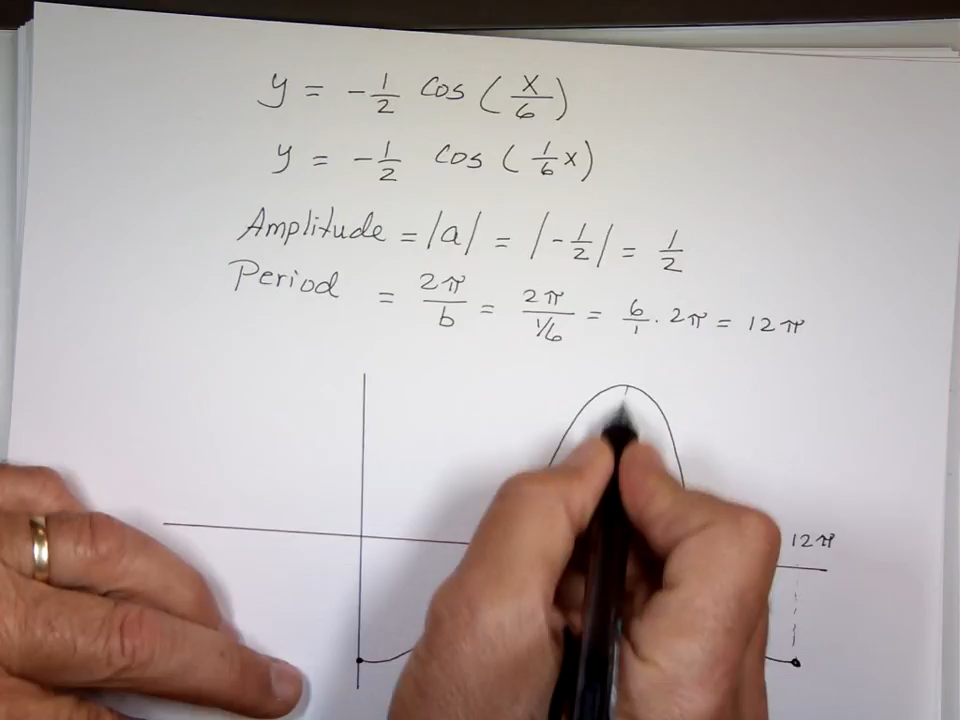 y = -1/2 cos (x/6)
y = -1/2 cos (1/6 x)
Amplitude = |a| = |-1/2| = 1/2
Period = 2π/b = 2π/1/6 = 6/1 · 2π = 12π
12π